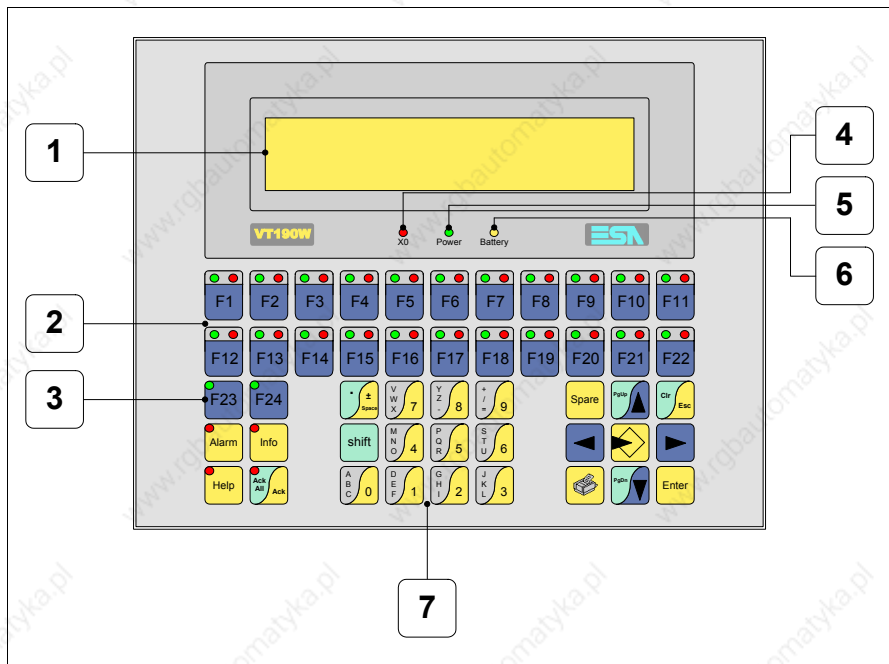 1
4
5
6
VT190W
X0 Power Battery
ESA
F1 F2 F3 F4 F5 F6 F7 F8 F9 F10 F11
2
F12 F13 F14 F15 F16 F17 F18 F19 F20 F21 F22
3
F23 F24 . ± Space V W X 7 Y Z - 8 + / = 9 Spare PgUp Clr Esc
Alarm Info shift M N O 4 P Q R 5 S T U 6
Help Ack All Ack A B C 0 D E F 1 G H I 2 J K L 3 PgDn Enter
7
www.rgbautomatyka.pl